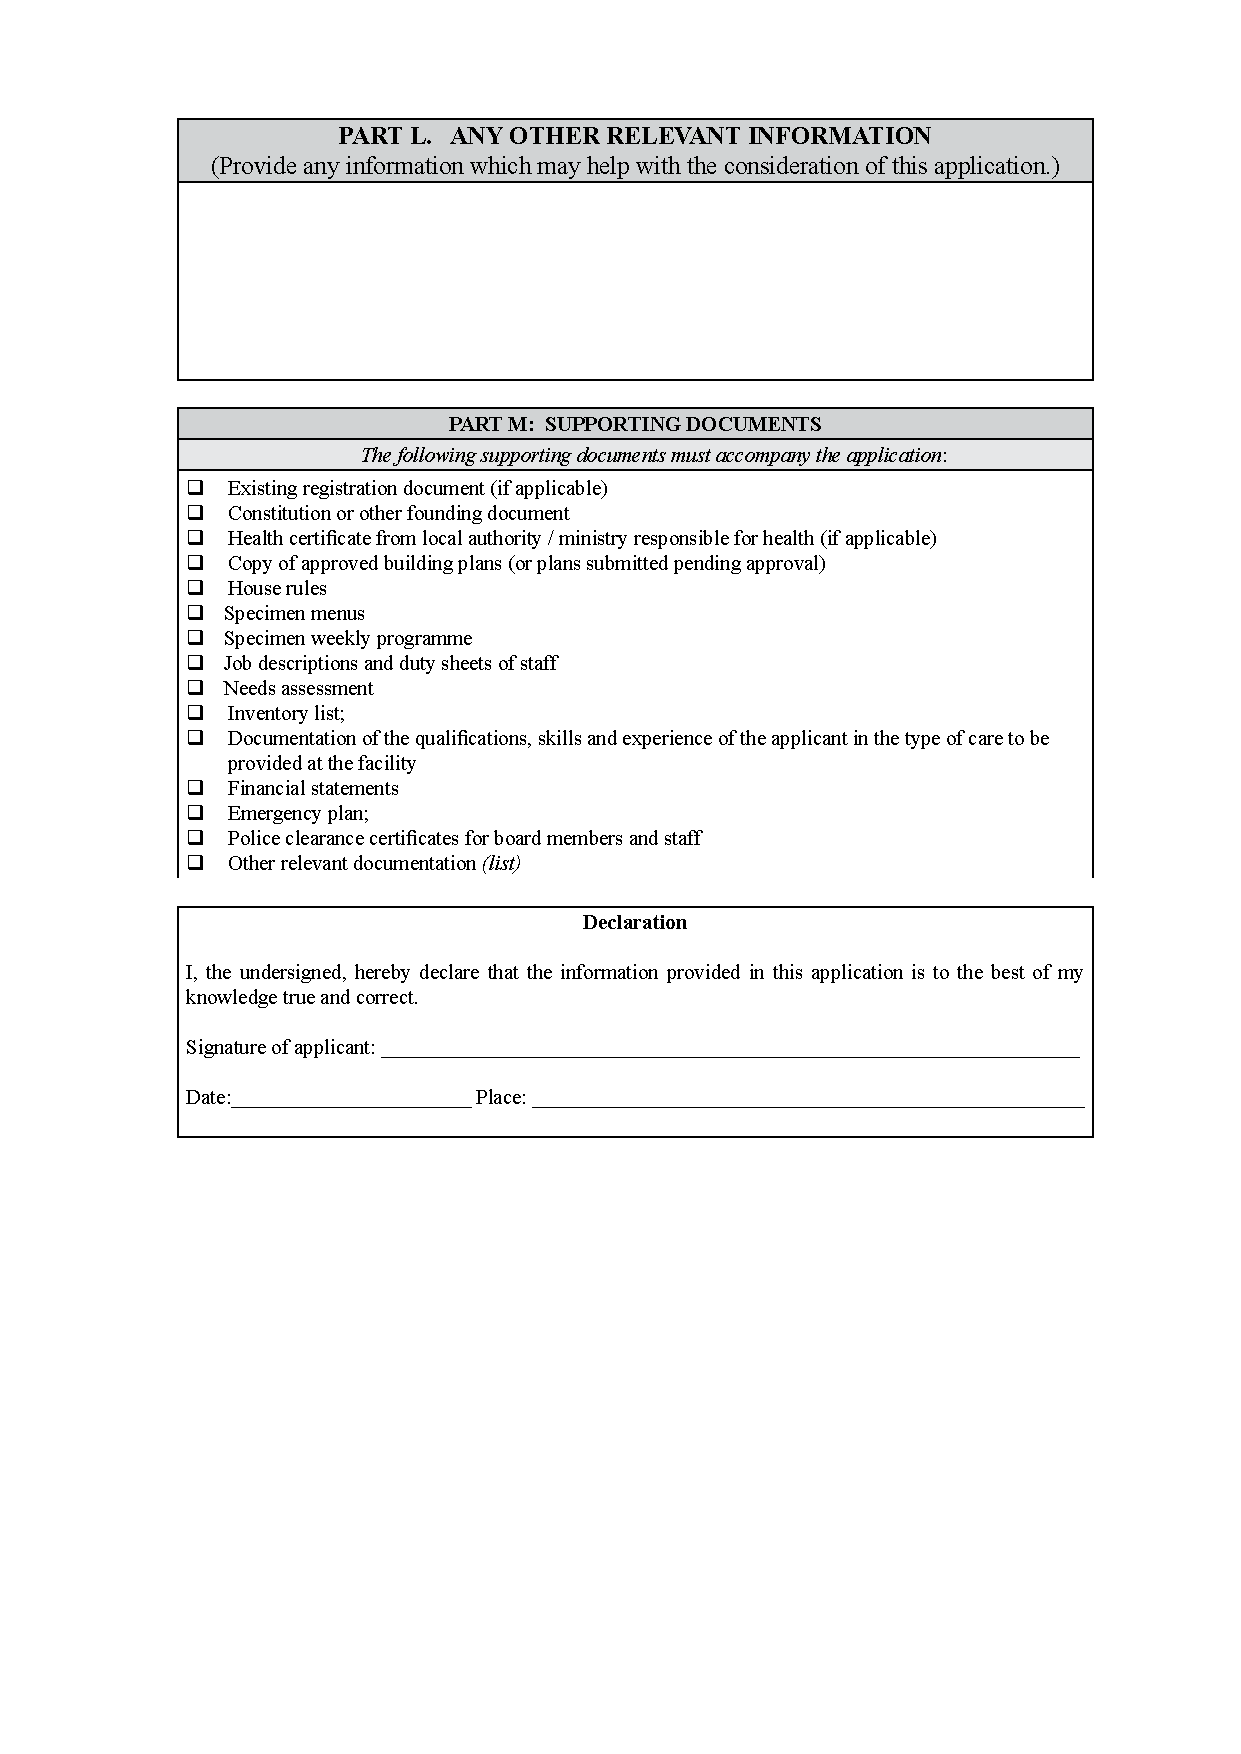 PART L. ANY OTHER RELEVANT INFORMATION
(Provide any information which may help with the consideration of this application.)
PART M: SUPPORTING DOCUMENTS
The following supporting documents must accompany the application:
❑ Existing registration document (if applicable)
❑ Constitution or other founding document
❑ Health certificate from local authority / ministry responsible for health (if applicable)
❑ Copy of approved building plans (or plans submitted pending approval)
❑ House rules
❑ Specimen menus
❑ Specimen weekly programme
❑ Job descriptions and duty sheets of staff
❑ Needs assessment
❑ Inventory list;
❑ Documentation of the qualifications, skills and experience of the applicant in the type of care to be
provided at the facility
❑ Financial statements
❑ Emergency plan;
❑ Police clearance certificates for board members and staff
❑ Other relevant documentation (list)
Declaration
I, the undersigned, hereby declare that the information provided in this application is to the best of my
knowledge true and correct.
Signature of applicant: ____________________
Date:____________________ Place: ____________________